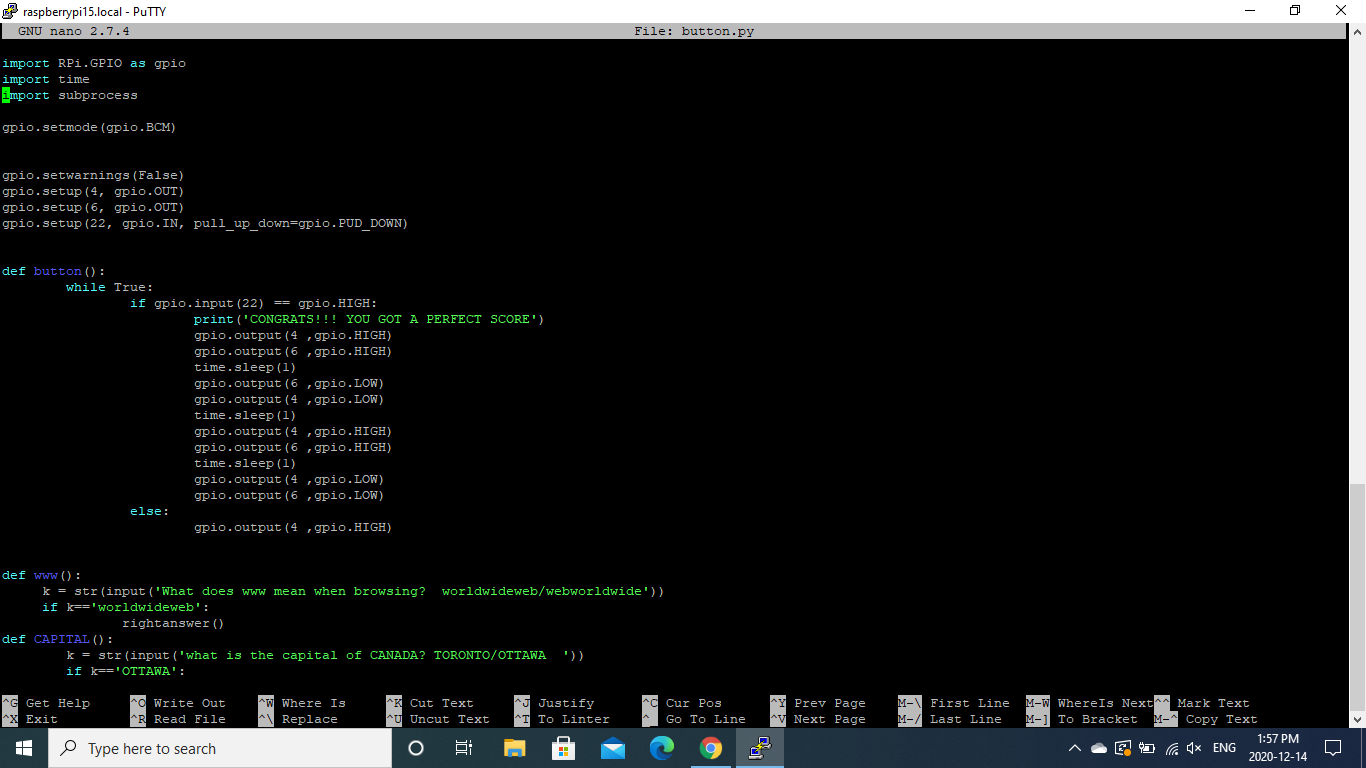 raspberrypi15.local - PuTTY
GNU nano 2.7.4 File: button.py
import RPi.GPIO as gpio
import time
import subprocess
gpio.setmode(gpio.BCM)
gpio.setwarnings(False)
gpio.setup(4, gpio.OUT)
gpio.setup(6, gpio.OUT)
gpio.setup(22, gpio.IN, pull_up_down=gpio.PUD_DOWN)
def button():
while True:
if gpio.input(22) == gpio.HIGH:
print('CONGRATS!!! YOU GOT A PERFECT SCORE')
gpio.output(4 ,gpio.HIGH)
gpio.output(6 ,gpio.HIGH)
time.sleep(1)
gpio.output(6 ,gpio.LOW)
gpio.output(4 ,gpio.LOW)
time.sleep(1)
gpio.output(4 ,gpio.HIGH)
gpio.output(6 ,gpio.HIGH)
time.sleep(1)
gpio.output(4 ,gpio.LOW)
gpio.output(6 ,gpio.LOW)
else:
gpio.output(4 ,gpio.HIGH)
def www():
k = str(input('What does www mean when browsing?  worldwideweb/webworldwide'))
if k=='worldwideweb':
rightanswer()
def CAPITAL():
k = str(input('what is the capital of CANADA? TORONTO/OTTAWA  '))
if k=='OTTAWA':
^G Get Help ^O Write Out ^W Where Is ^K Cut Text ^J Justify ^C Cur Pos ^Y Prev Page M-\ First Line M-W WhereIs Next ^^ Mark Text
^X Exit ^R Read File ^\ Replace ^U Uncut Text ^T To Linter ^_ Go To Line ^V Next Page M-/ Last Line M-] To Bracket M-^ Copy Text
Type here to search
ENG
1:57 PM
2020-12-14